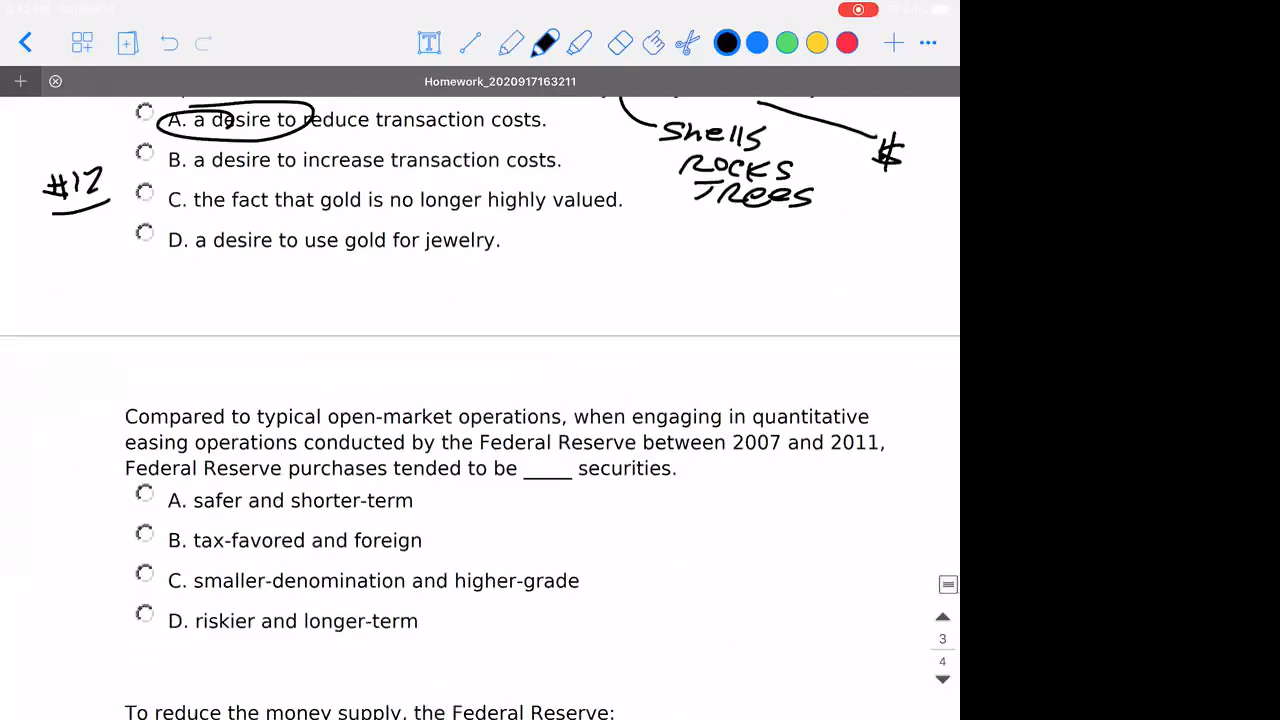 Homework_2020917163211
A. a desire to reduce transaction costs.
Shells
$
B. a desire to increase transaction costs.
ROCKS
#12
C. the fact that gold is no longer highly valued.
TRees
D. a desire to use gold for jewelry.
Compared to typical open-market operations, when engaging in quantitative
easing operations conducted by the Federal Reserve between 2007 and 2011,
Federal Reserve purchases tended to be _____ securities.
A. safer and shorter-term
B. tax-favored and foreign
C. smaller-denomination and higher-grade
D. riskier and longer-term
3
4
To reduce the money supply, the Federal Reserve: